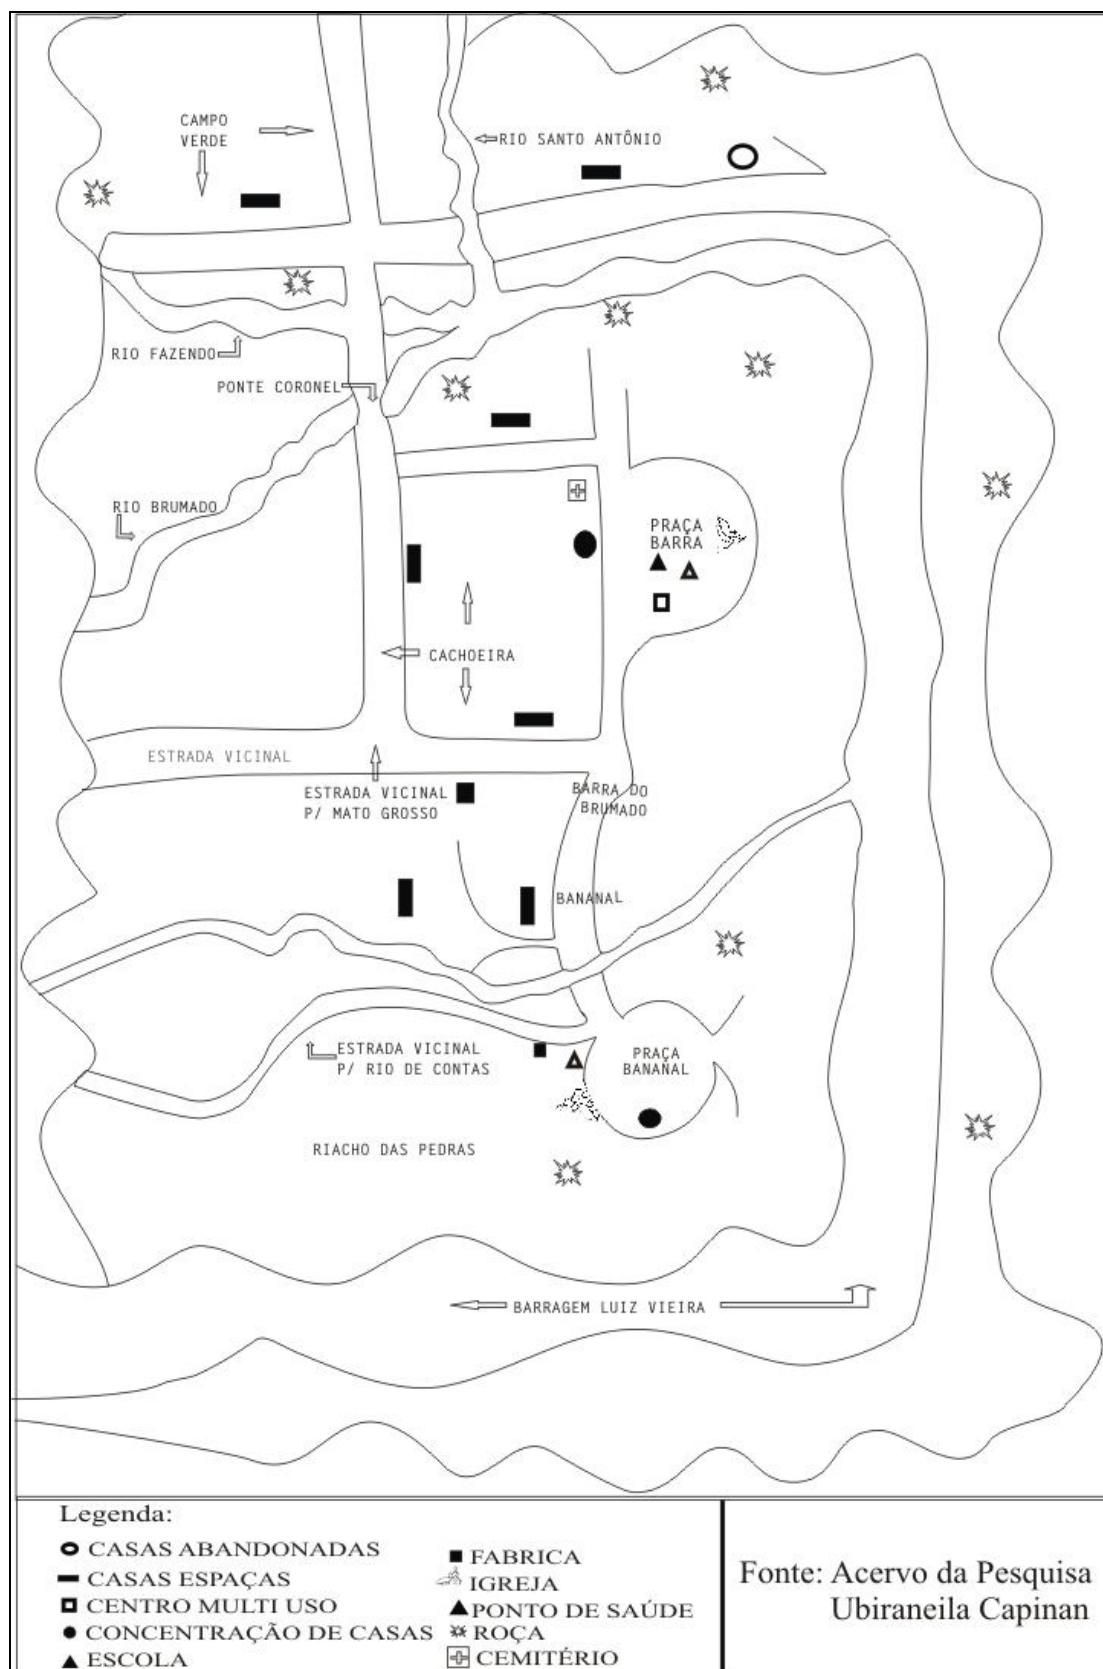 CAMPO
VERDE
RIO SANTO ANTÔNIO
RIO FAZENDO
PONTE CORONEL
RIO BRUMADO
PRAÇA
BARRA
CACHOEIRA
ESTRADA VICINAL
ESTRADA VICINAL
P/ MATO GROSSO
BARRA DO
BRUMADO
BANANAL
ESTRADA VICINAL
P/ RIO DE CONTAS
PRAÇA
BANANAL
RIACHO DAS PEDRAS
BARRAGEM LUIZ VIEIRA
Legenda:
CASAS ABANDONADAS
CASAS ESPAÇAS
CENTRO MULTI USO
CONCENTRAÇÃO DE CASAS
ESCOLA
FABRICA
IGREJA
PONTO DE SAÚDE
ROÇA
CEMITÉRIO
Fonte: Acervo da Pesquisa
Ubiraneila Capinan